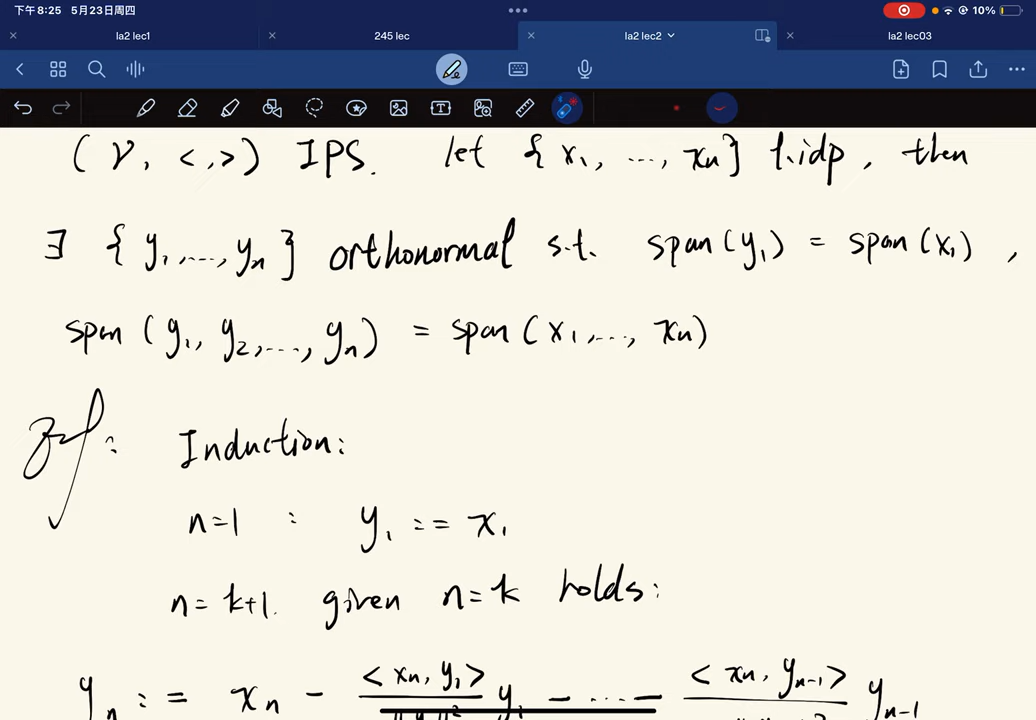 下午8:25 5月23日周四
10%
la2 lec1
245 lec
la2 lec2
la2 lec03
(V, <,>) IPS. let {x₁, ..., xₙ} l.idp, then
∃ {y₁,...,yₙ} orthonormal s.t. span(y₁) = span(x₁),
span(y₁, y₂,..., yₙ) = span(x₁,..., xₙ)
Induction:
n=1 : y₁ := x₁
n=k+1. given n=k holds:
yₙ := xₙ - <xₙ, y₁> y₁ - ... - <xₙ, yₙ₋₁> yₙ₋₁